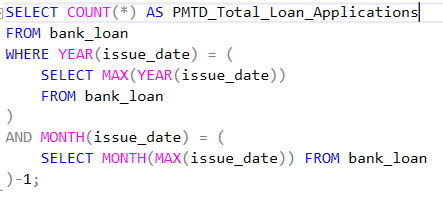 SELECT COUNT(*) AS PMTD_Total_Loan_Applications
FROM bank_loan
WHERE YEAR(issue_date) = (
    SELECT MAX(YEAR(issue_date))
    FROM bank_loan
)
AND MONTH(issue_date) = (
    SELECT MONTH(MAX(issue_date)) FROM bank_loan
)-1;